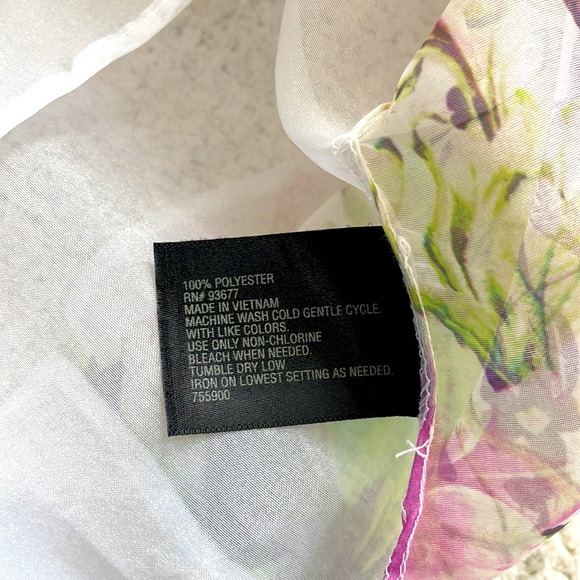 100% POLYESTER
RN# 93677
MADE IN VIETNAM
MACHINE WASH COLD GENTLE CYCLE.
WITH LIKE COLORS.
USE ONLY NON-CHLORINE
BLEACH WHEN NEEDED.
TUMBLE DRY LOW
IRON ON LOWEST SETTING AS NEEDED.
755900